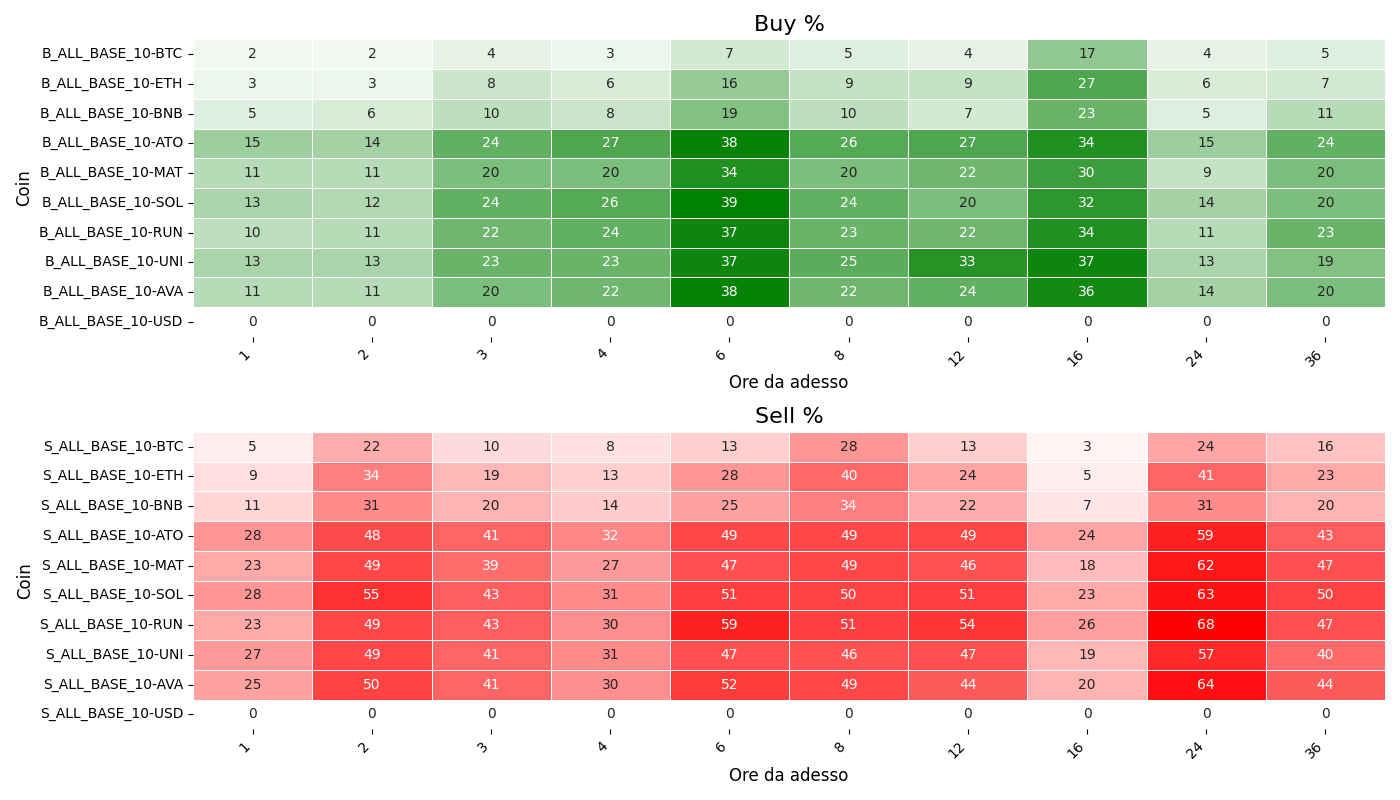 Buy %
Coin
B_ALL_BASE_10-BTC 2 2 4 3 7 5 4 17 4 5
B_ALL_BASE_10-ETH 3 3 8 6 16 9 9 27 6 7
B_ALL_BASE_10-BNB 5 6 10 8 19 10 7 23 5 11
B_ALL_BASE_10-ATO 15 14 24 27 38 26 27 34 15 24
B_ALL_BASE_10-MAT 11 11 20 20 34 20 22 30 9 20
B_ALL_BASE_10-SOL 13 12 24 26 39 24 20 32 14 20
B_ALL_BASE_10-RUN 10 11 22 24 37 23 22 34 11 23
B_ALL_BASE_10-UNI 13 13 23 23 37 25 33 37 13 19
B_ALL_BASE_10-AVA 11 11 20 22 38 22 24 36 14 20
B_ALL_BASE_10-USD 0 0 0 0 0 0 0 0 0 0
1 2 3 4 6 8 12 16 24 36
Ore da adesso
Sell %
Coin
S_ALL_BASE_10-BTC 5 22 10 8 13 28 13 3 24 16
S_ALL_BASE_10-ETH 9 34 19 13 28 40 24 5 41 23
S_ALL_BASE_10-BNB 11 31 20 14 25 34 22 7 31 20
S_ALL_BASE_10-ATO 28 48 41 32 49 49 49 24 59 43
S_ALL_BASE_10-MAT 23 49 39 27 47 49 46 18 62 47
S_ALL_BASE_10-SOL 28 55 43 31 51 50 51 23 63 50
S_ALL_BASE_10-RUN 23 49 43 30 59 51 54 26 68 47
S_ALL_BASE_10-UNI 27 49 41 31 47 46 47 19 57 40
S_ALL_BASE_10-AVA 25 50 41 30 52 49 44 20 64 44
S_ALL_BASE_10-USD 0 0 0 0 0 0 0 0 0 0
1 2 3 4 6 8 12 16 24 36
Ore da adesso